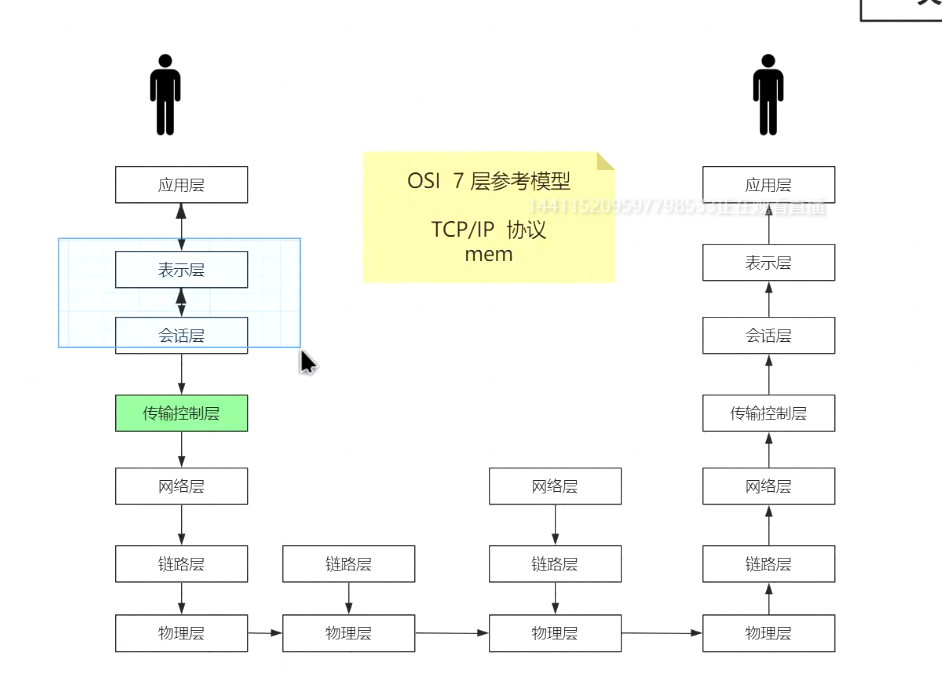 OSI 7 层参考模型
1441152095977985
正在观看直播
TCP/IP 协议
mem
应用层
表示层
会话层
传输控制层
网络层
链路层
物理层
链路层
物理层
网络层
链路层
物理层
应用层
表示层
会话层
传输控制层
网络层
链路层
物理层